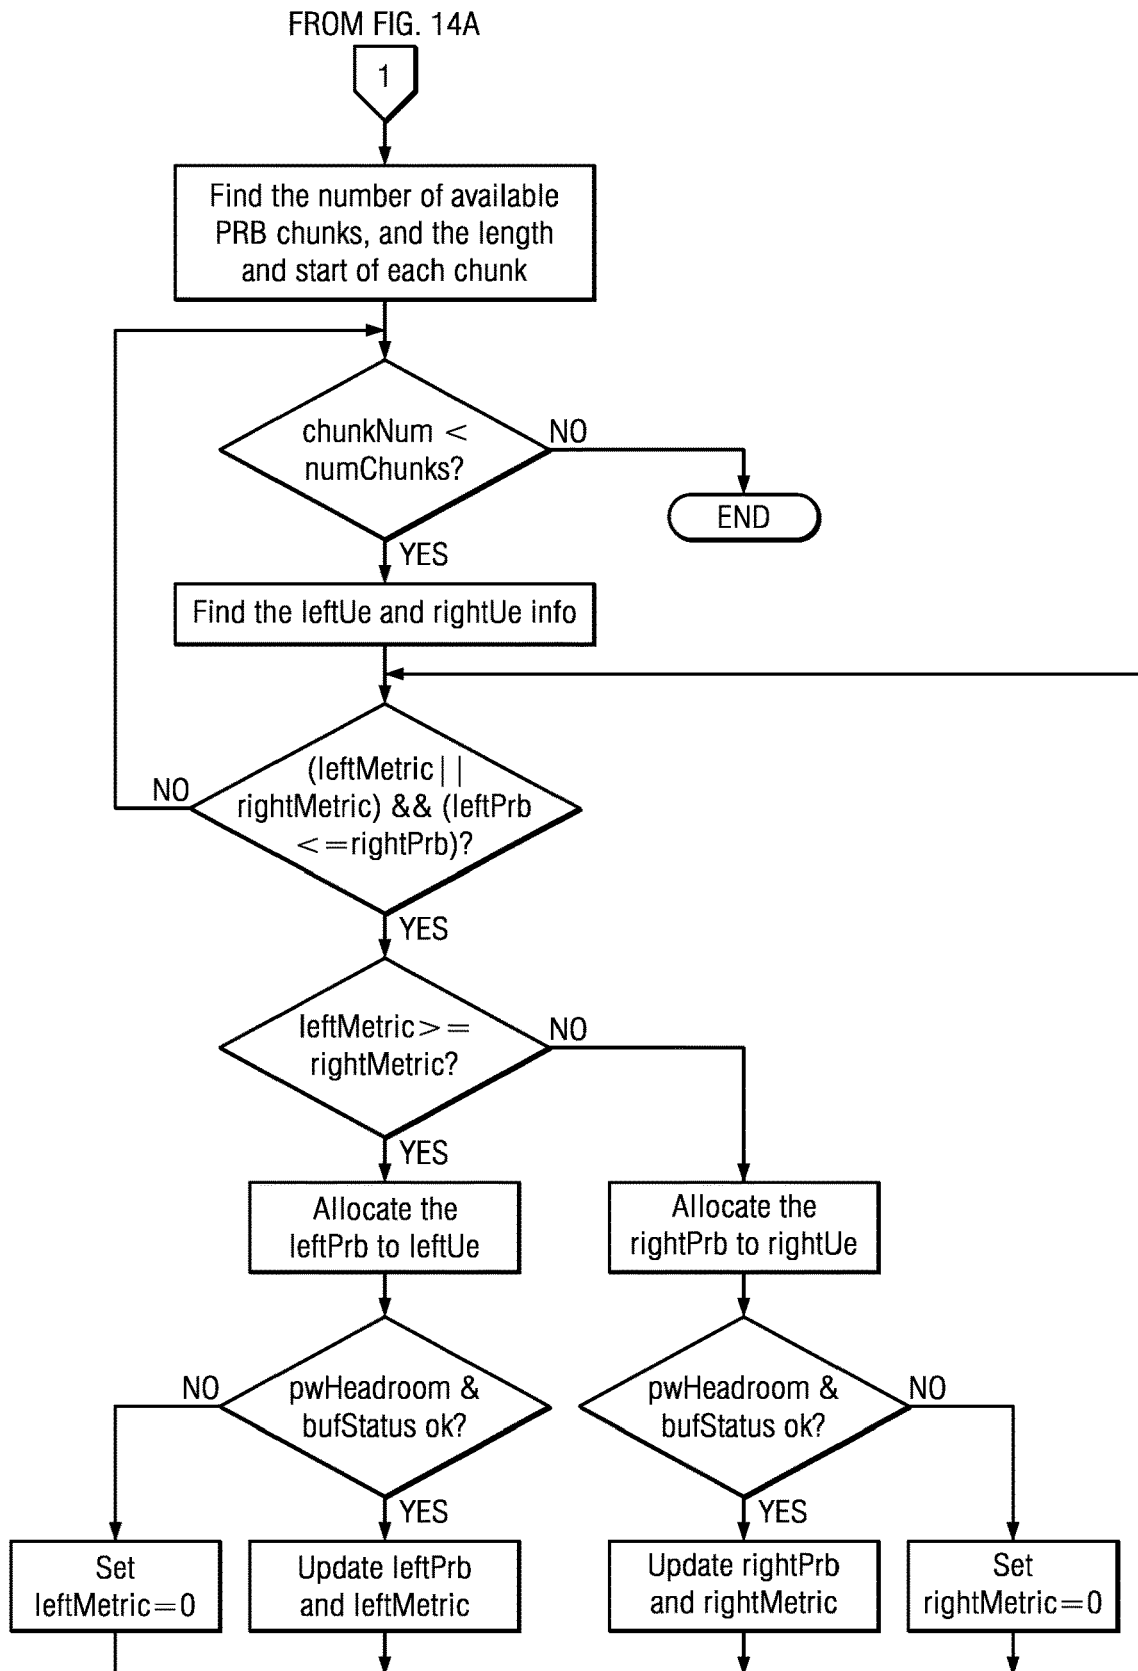 FROM FIG. 14A
1
Find the number of available
PRB chunks, and the length
and start of each chunk
chunkNum <
numChunks?
NO
END
YES
Find the leftUe and rightUe info
(leftMetric||
rightMetric) && (leftPrb
<=rightPrb)?
NO
YES
leftMetric>=
rightMetric?
NO
YES
Allocate the
leftPrb to leftUe
Allocate the
rightPrb to rightUe
NO
pwHeadroom &
bufStatus ok?
pwHeadroom &
bufStatus ok?
NO
YES
YES
Set
leftMetric=0
Update leftPrb
and leftMetric
Update rightPrb
and rightMetric
Set
rightMetric=0